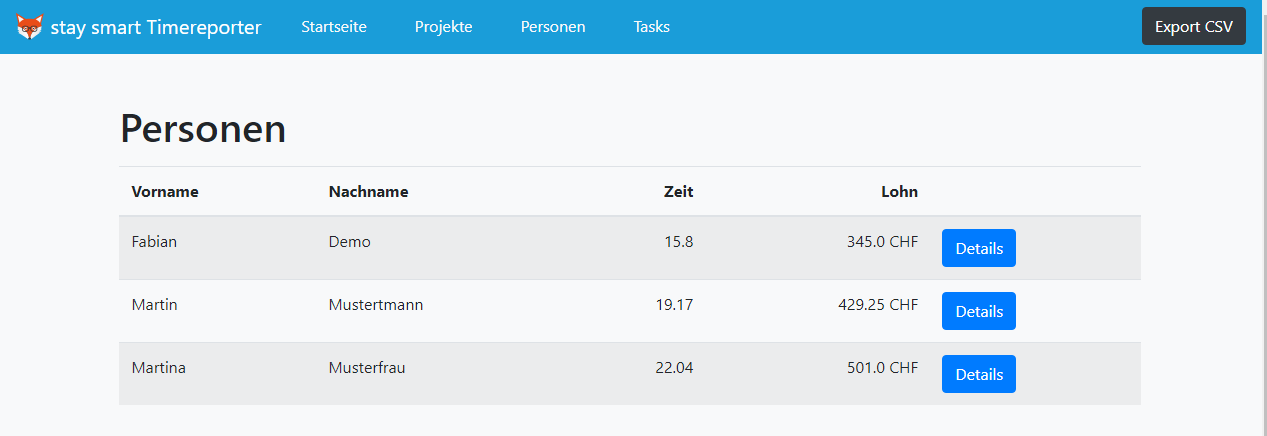 stay smart Timereporter Startseite Projekte Personen Tasks Export CSV
Personen
Vorname Nachname Zeit Lohn
Fabian Demo 15.8 345.0 CHF Details
Martin Mustertmann 19.17 429.25 CHF Details
Martina Musterfrau 22.04 501.0 CHF Details